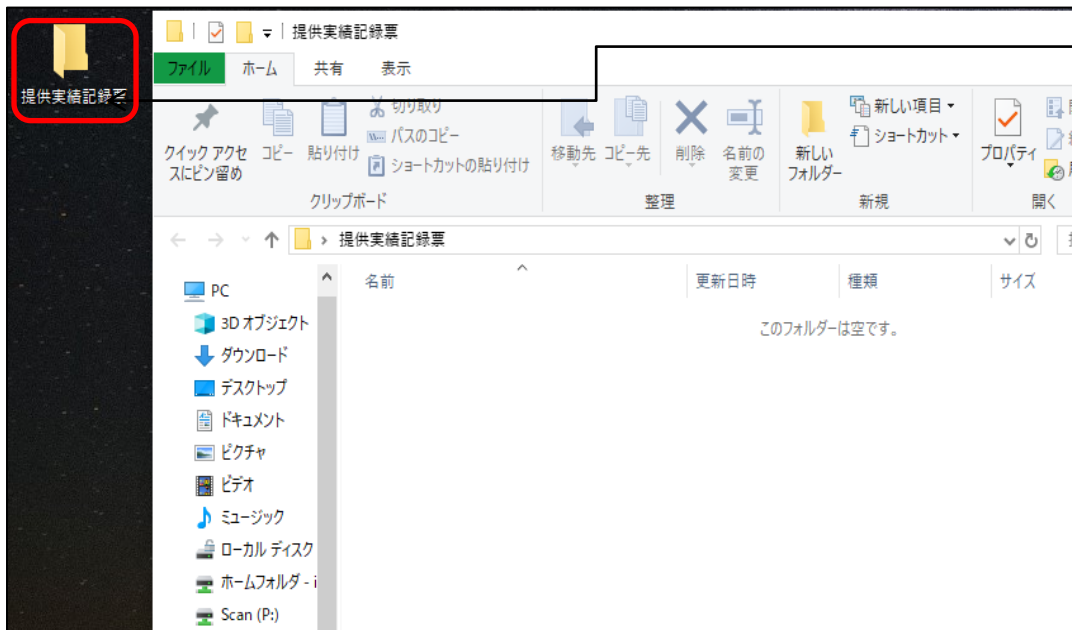 提供実績記録票
提供実績記録票
ファイル ホーム 共有 表示
クイック アクセスにピン留め
コピー
貼り付け
切り取り
パスのコピー
ショートカットの貼り付け
クリップボード
移動先
コピー先
削除
名前の変更
整理
新しいフォルダー
新しい項目
ショートカット
新規
プロパティ
開く
提供実績記録票
名前 更新日時 種類 サイズ
このフォルダーは空です。
PC
3D オブジェクト
ダウンロード
デスクトップ
ドキュメント
ピクチャ
ビデオ
ミュージック
ローカル ディスク
ホームフォルダ - i
Scan (P:)